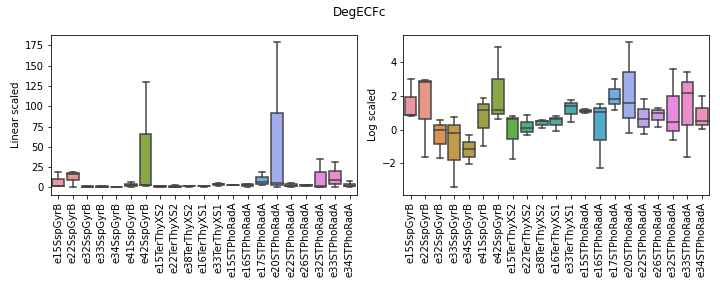 DegECFc
Linear scaled
175
150
125
100
75
50
25
0
e15SspGyrB
e22SspGyrB
e32SspGyrB
e33SspGyrB
e34SspGyrB
e41SspGyrB
e42SspGyrB
e15TerThyXS2
e22TerThyXS2
e38TerThyXS2
e16TerThyXS1
e33TerThyXS1
e15STPhoRadA
e16STPhoRadA
e17STPhoRadA
e20STPhoRadA
e22STPhoRadA
e26STPhoRadA
e32STPhoRadA
e33STPhoRadA
e34STPhoRadA
Log scaled
4
2
0
−2
e15SspGyrB
e22SspGyrB
e32SspGyrB
e33SspGyrB
e34SspGyrB
e41SspGyrB
e42SspGyrB
e15TerThyXS2
e22TerThyXS2
e38TerThyXS2
e16TerThyXS1
e33TerThyXS1
e15STPhoRadA
e16STPhoRadA
e17STPhoRadA
e20STPhoRadA
e22STPhoRadA
e26STPhoRadA
e32STPhoRadA
e33STPhoRadA
e34STPhoRadA